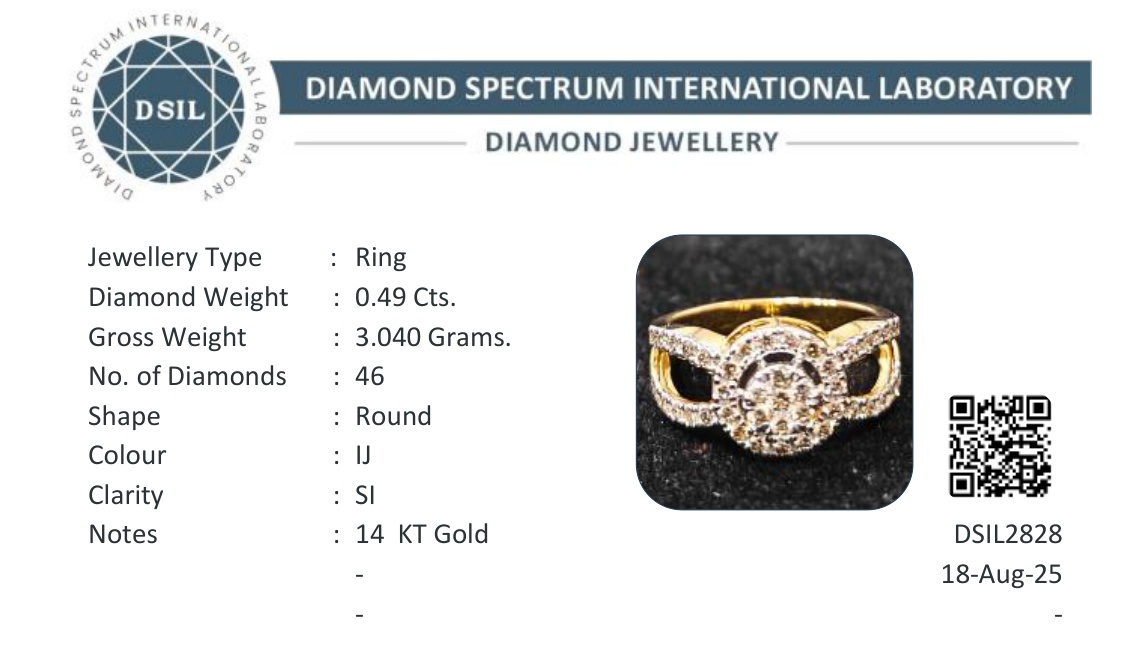 DIAMOND SPECTRUM INTERNATIONAL LABORATORY
DSIL
DIAMOND SPECTRUM INTERNATIONAL LABORATORY
DIAMOND JEWELLERY
Jewellery Type : Ring
Diamond Weight : 0.49 Cts.
Gross Weight : 3.040 Grams.
No. of Diamonds : 46
Shape : Round
Colour : IJ
Clarity : SI
Notes : 14 KT Gold
-
-
DSIL2828
18-Aug-25
-